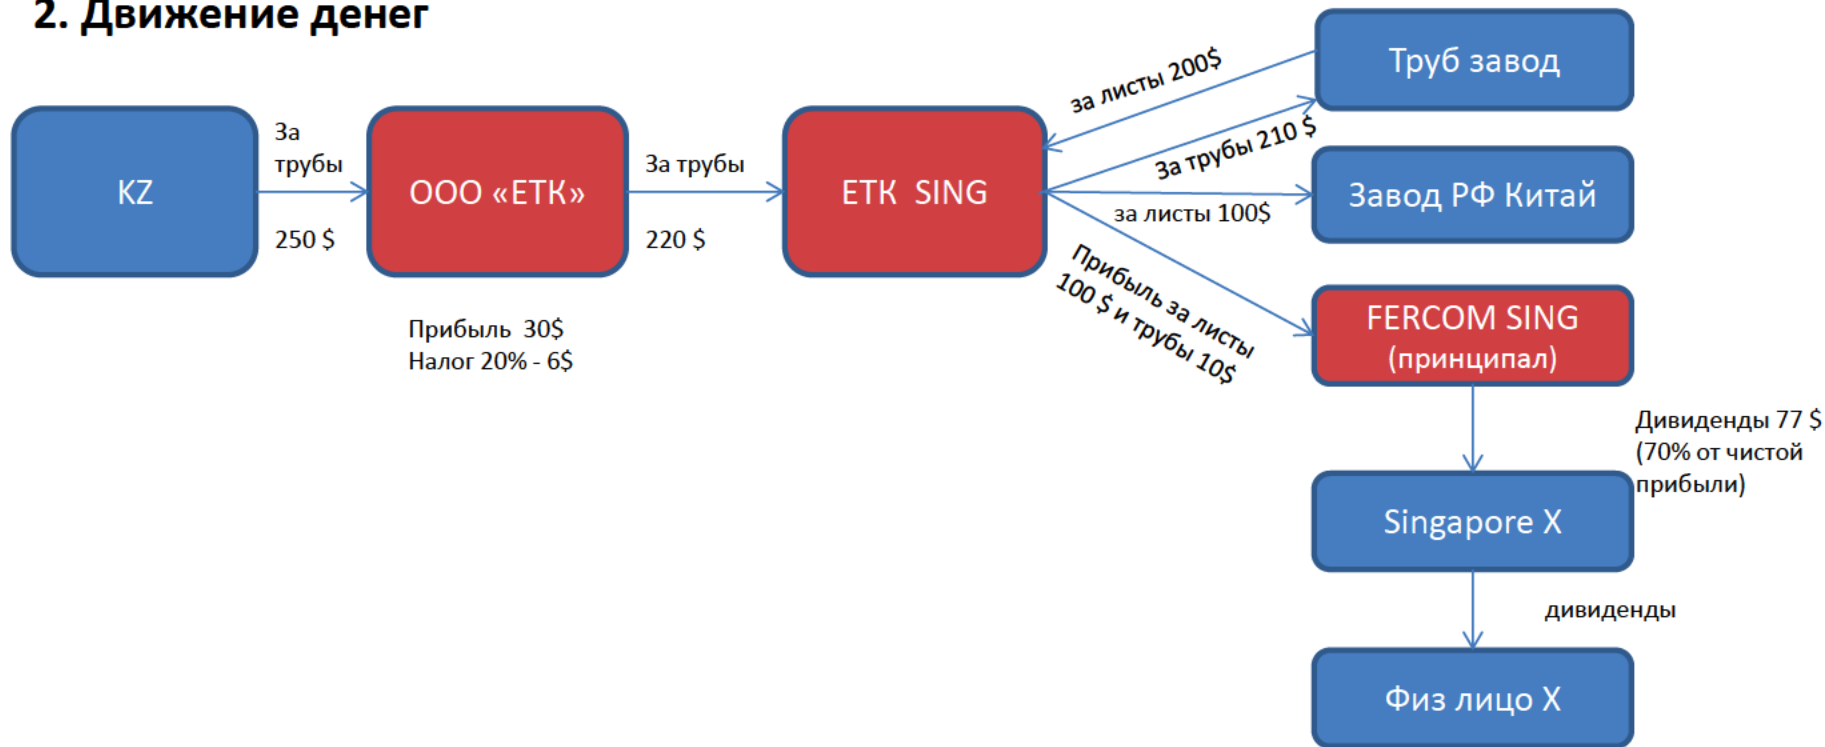 2. Движение денег
KZ
За
трубы
250 $
ООО «ЕТК»
Прибыль 30$
Налог 20% - 6$
За трубы
220 $
ЕТК SING
за листы 200$
За трубы 210 $
за листы 100$
Прибыль за листы
100 $ и трубы 10$
Труб завод
Завод РФ Китай
FERCOM SING
(принципал)
Дивиденды 77 $
(70% от чистой
прибыли)
Singapore X
дивиденды
Физ лицо X